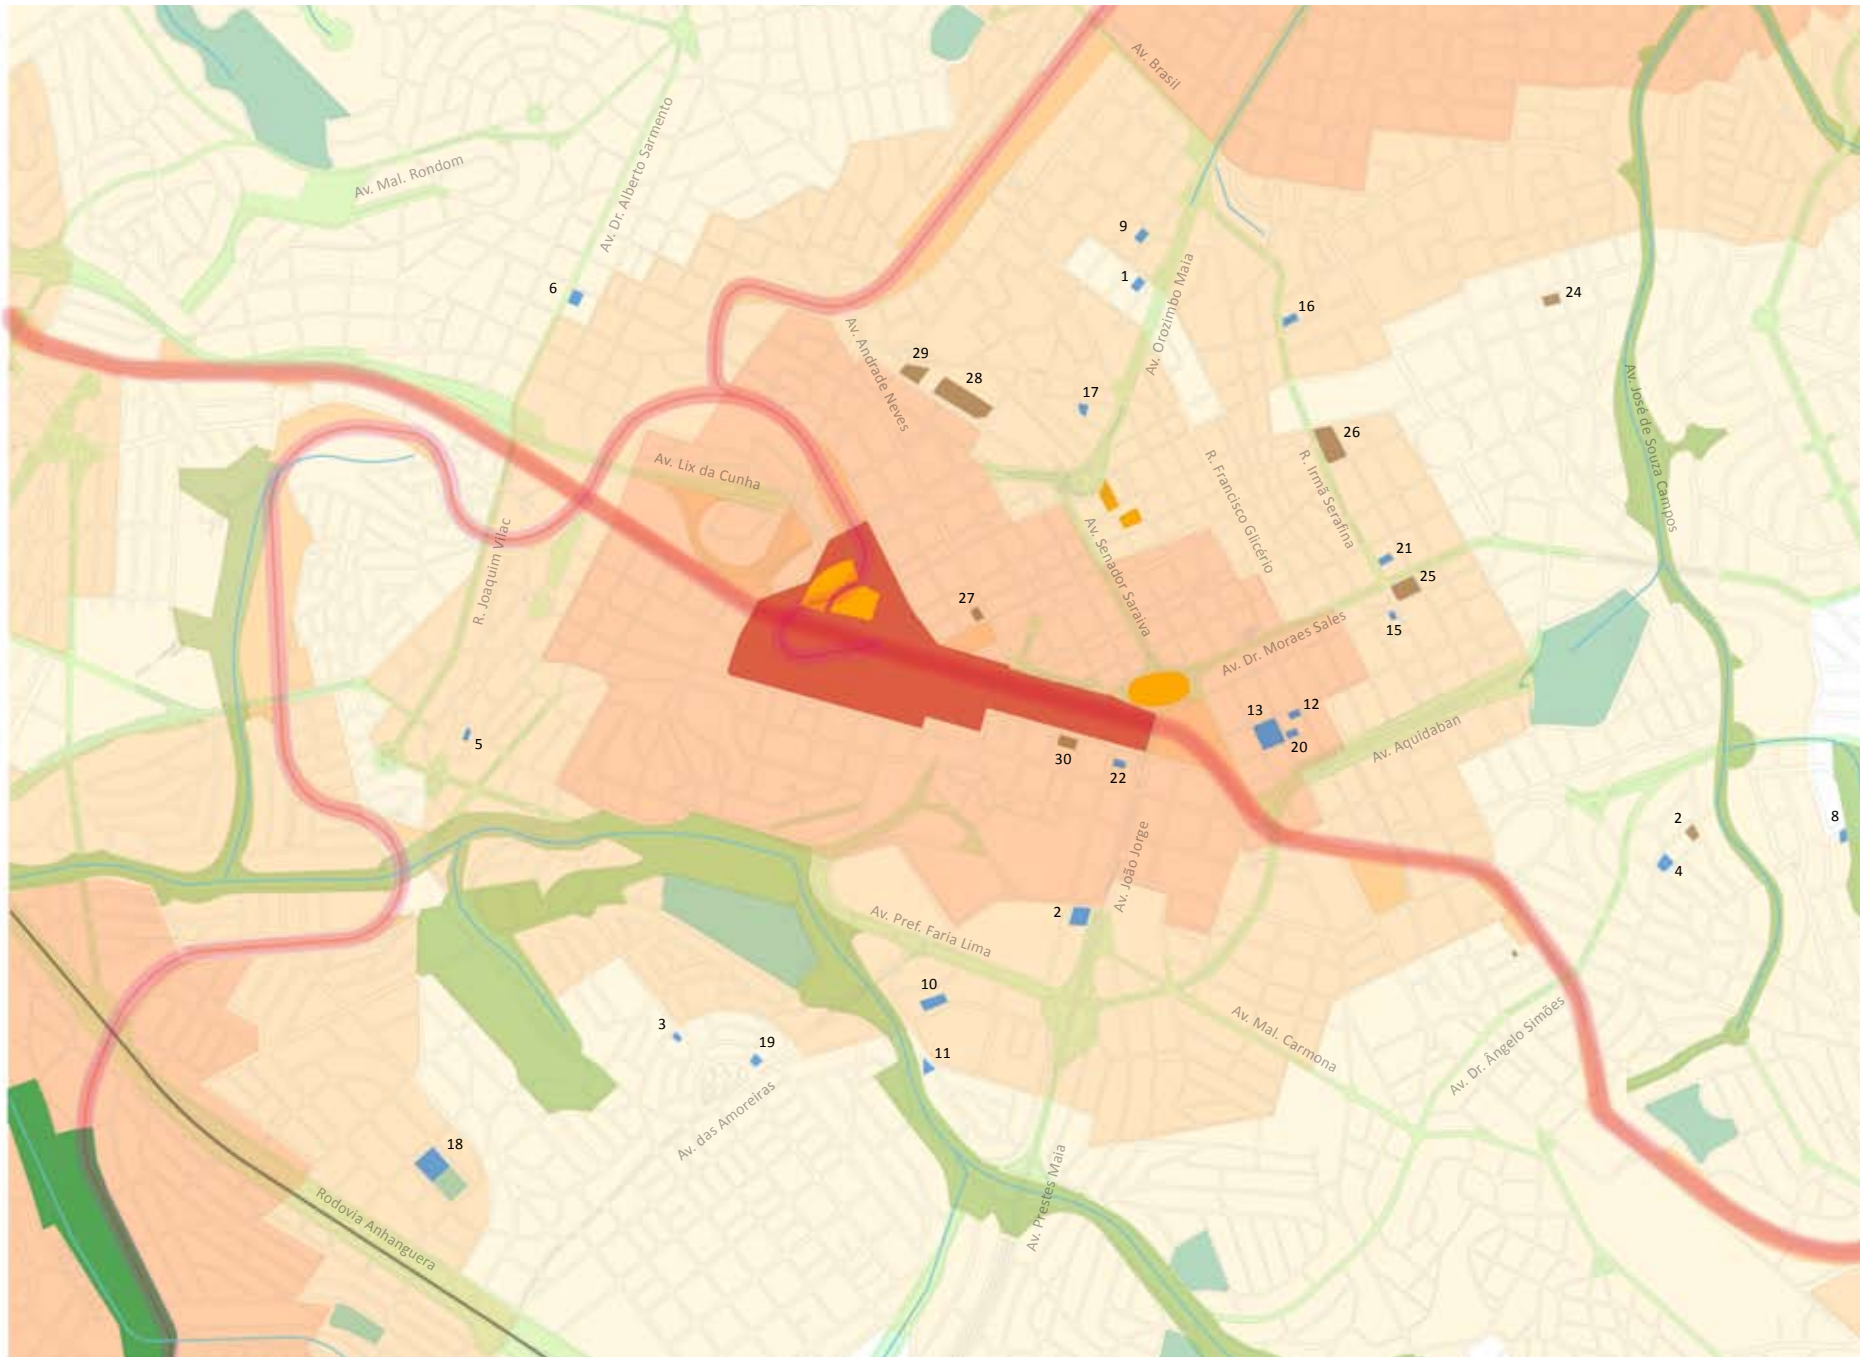 Av. Brasil
Av. Dr. Alberto Sarmento
Av. Mal. Rondom
9
1
6
Av. Orozimbo Maia
24
16
29
Av. Andrade Neves
28
17
Av. José de Souza Campos
26
Av. Lix da Cunha
R. Francisco Glicério
R. Irmã Serafina
R. Joaquim Vilac
Av. Senador Saraiva
21
25
27
15
Av. Dr. Moraes Sales
12
13
20
5
30
22
Av. Aquidaban
2
8
4
Av. João Jorge
2
Av. Pref. Faria Lima
10
3
19
11
Av. Mal. Carmona
Av. Dr. Ângelo Simões
Av. das Amoreiras
18
Av. Prestes Maia
Rodovia Anhanguera